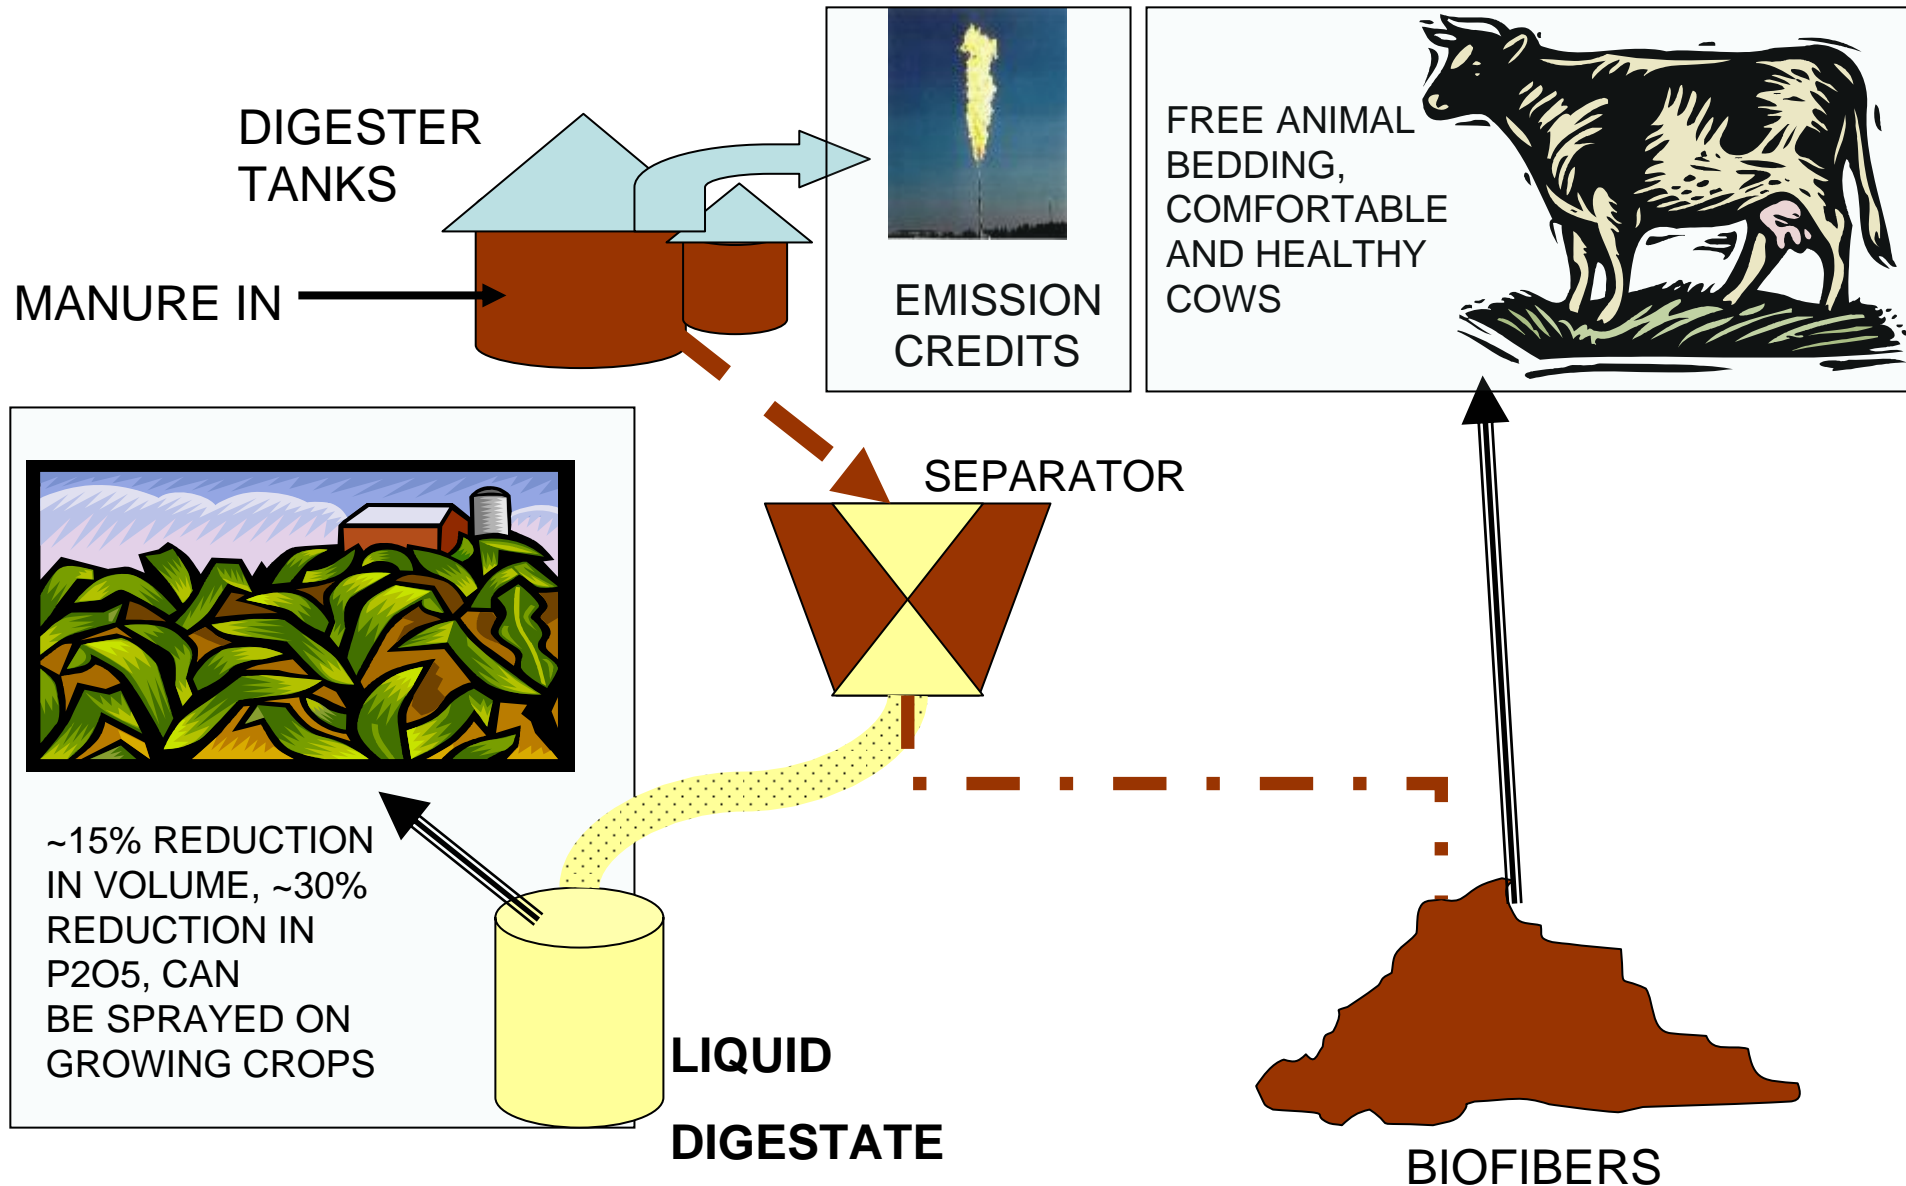 DIGESTER
TANKS
MANURE IN
EMISSION
CREDITS
FREE ANIMAL
BEDDING,
COMFORTABLE
AND HEALTHY
COWS
SEPARATOR
~15% REDUCTION
IN VOLUME, ~30%
REDUCTION IN
P2O5, CAN
BE SPRAYED ON
GROWING CROPS
LIQUID
DIGESTATE
BIOFIBERS